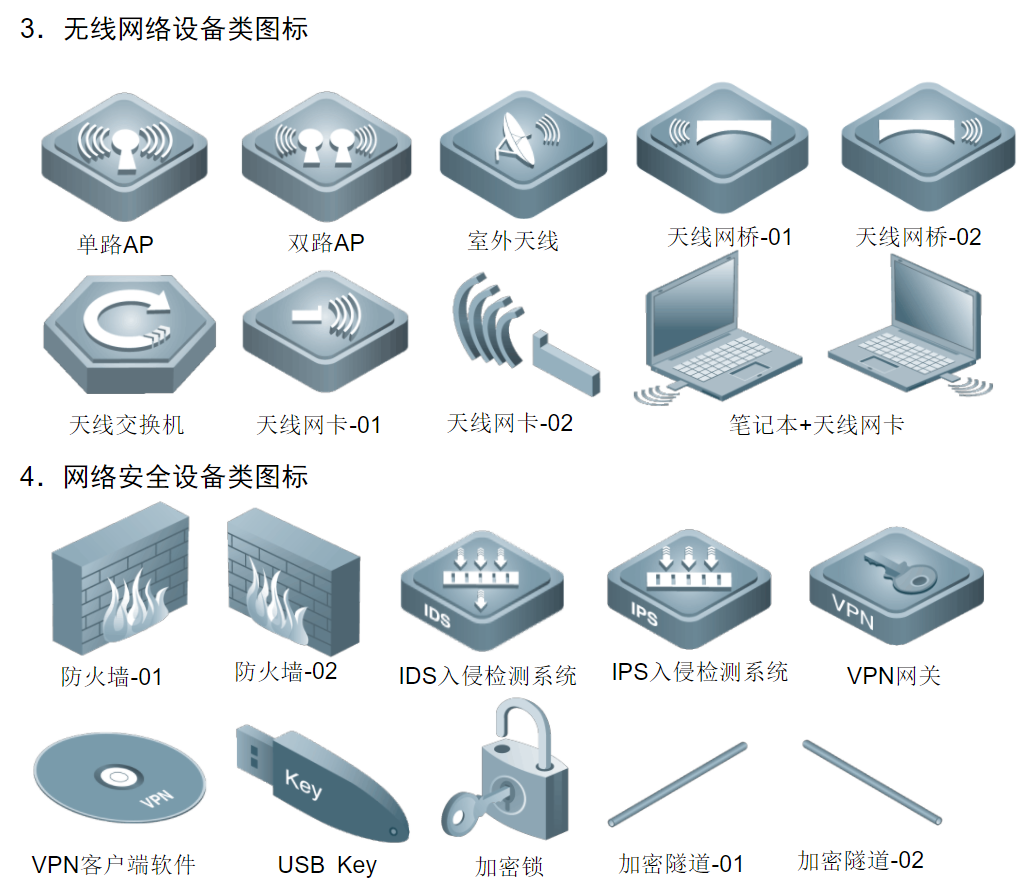 3．无线网络设备类图标
单路AP
双路AP
室外天线
天线网桥-01
天线网桥-02
天线交换机
天线网卡-01
天线网卡-02
笔记本+天线网卡
4．网络安全设备类图标
IDS
IPS
VPN
防火墙-01
防火墙-02
IDS入侵检测系统
IPS入侵检测系统
VPN网关
VPN
Key
VPN客户端软件
USB Key
加密锁
加密隧道-01
加密隧道-02